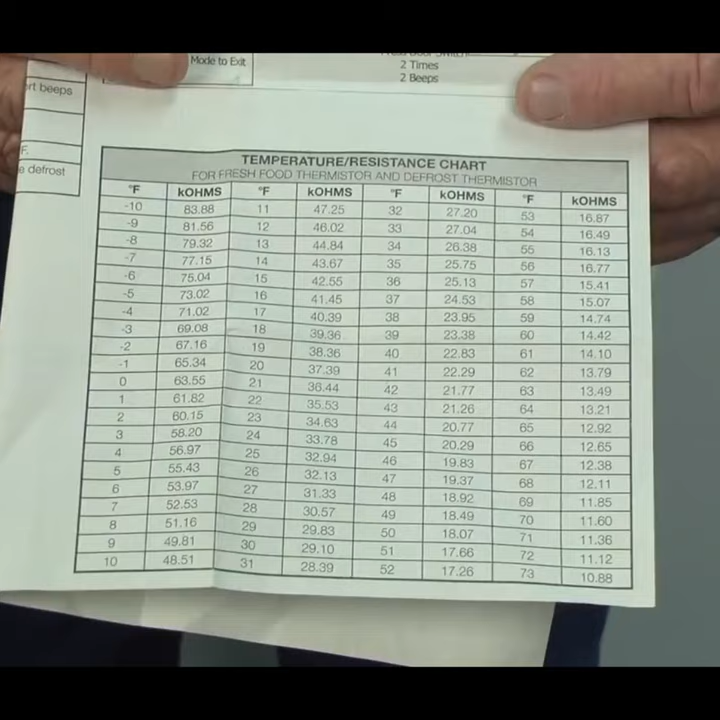 Mode to Exit
2 Times
2 Beeps
rt beeps
F.
e defrost
TEMPERATURE/RESISTANCE CHART
FOR FRESH FOOD THERMISTOR AND DEFROST THERMISTOR
°F kOHMS °F kOHMS °F kOHMS °F kOHMS
-10 83.88 11 47.25 32 27.20 53 16.87
-9 81.56 12 46.02 33 27.04 54 16.49
-8 79.32 13 44.84 34 26.38 55 16.13
-7 77.15 14 43.67 35 25.75 56 16.77
-6 75.04 15 42.55 36 25.13 57 15.41
-5 73.02 16 41.45 37 24.53 58 15.07
-4 71.02 17 40.39 38 23.95 59 14.74
-3 69.08 18 39.36 39 23.38 60 14.42
-2 67.16 19 38.36 40 22.83 61 14.10
-1 65.34 20 37.39 41 22.29 62 13.79
0 63.55 21 36.44 42 21.77 63 13.49
1 61.82 22 35.53 43 21.26 64 13.21
2 60.15 23 34.63 44 20.77 65 12.92
3 58.20 24 33.78 45 20.29 66 12.65
4 56.97 25 32.94 46 19.83 67 12.38
5 55.43 26 32.13 47 19.37 68 12.11
6 53.97 27 31.33 48 18.92 69 11.85
7 52.53 28 30.57 49 18.49 70 11.60
8 51.16 29 29.83 50 18.07 71 11.36
9 49.81 30 29.10 51 17.66 72 11.12
10 48.51 31 28.39 52 17.26 73 10.88